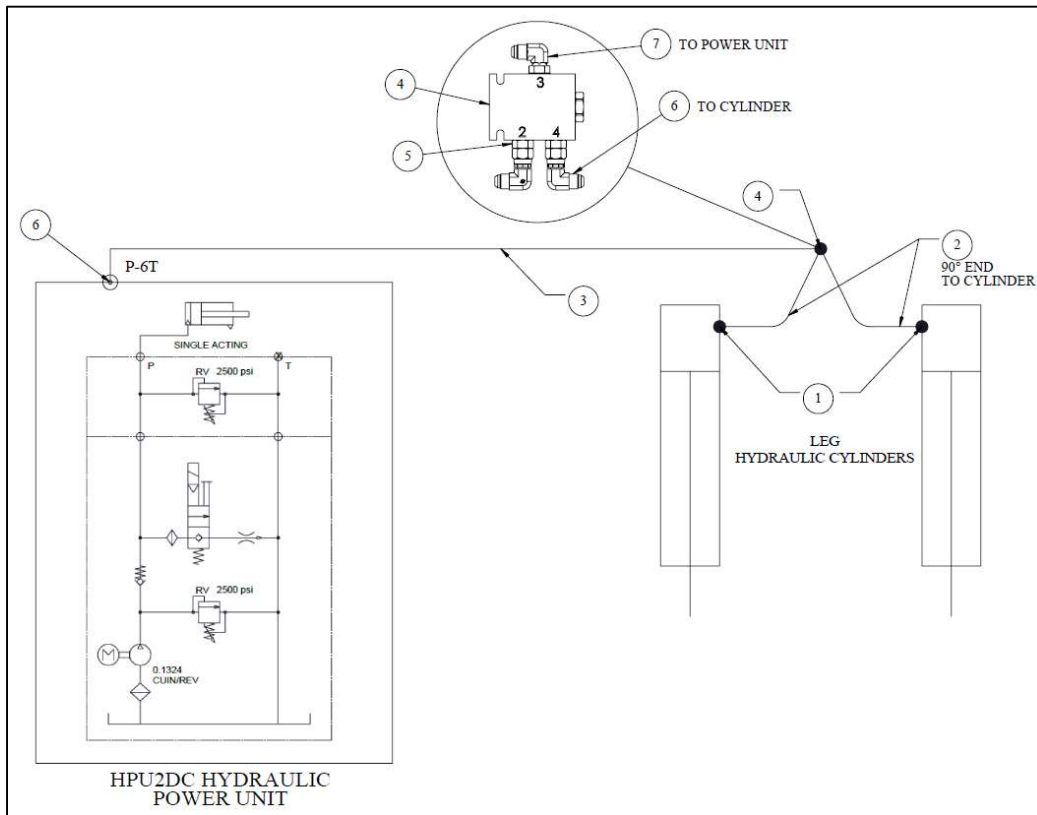 7 TO POWER UNIT
3
4
6 TO CYLINDER
2 4
5
4
6
P-6T
2
90° END
TO CYLINDER
3
SINGLE ACTING
P
T
RV 2500 psi
1
LEG
HYDRAULIC CYLINDERS
RV 2500 psi
M
0.1324
CUIN/REV
HPU2DC HYDRAULIC
POWER UNIT